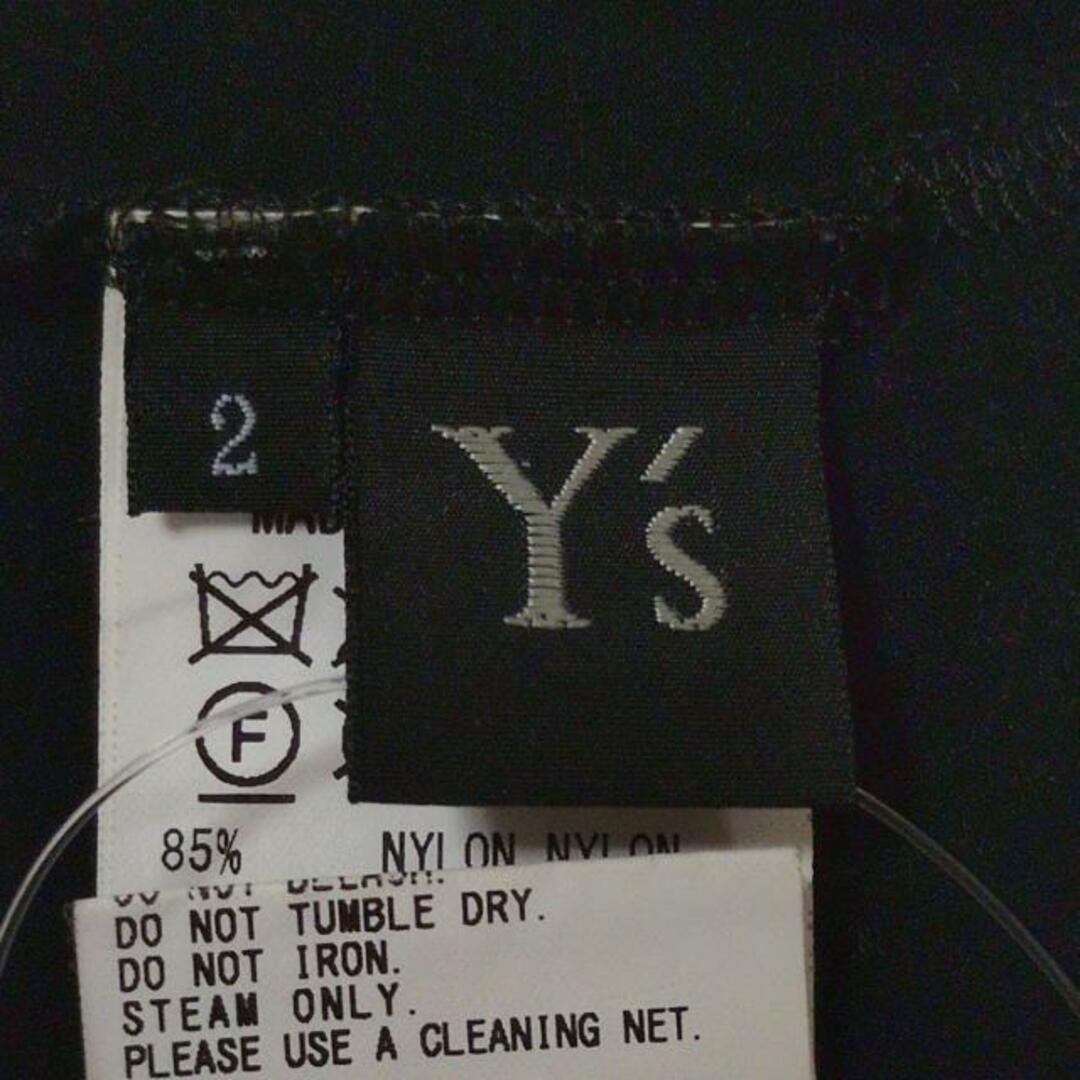 2
Y's
F
85% NYLON NYLON
DO NOT TUMBLE DRY.
DO NOT IRON.
STEAM ONLY.
PLEASE USE A CLEANING NET.